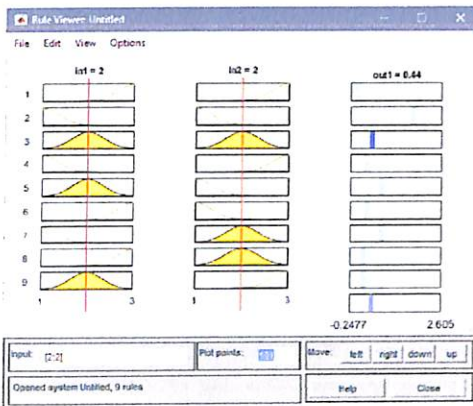 Rule Viewer: Untitled
File Edit View Options
in1 = 2 in2 = 2 out1 = 0.44
1
2
3
4
5
6
7
8
9
1 3 1 3
-0.2477 2.605
Input: [2;2] Plot points: 101 Move: left right down up
Opened system Untitled, 9 rules Help Close